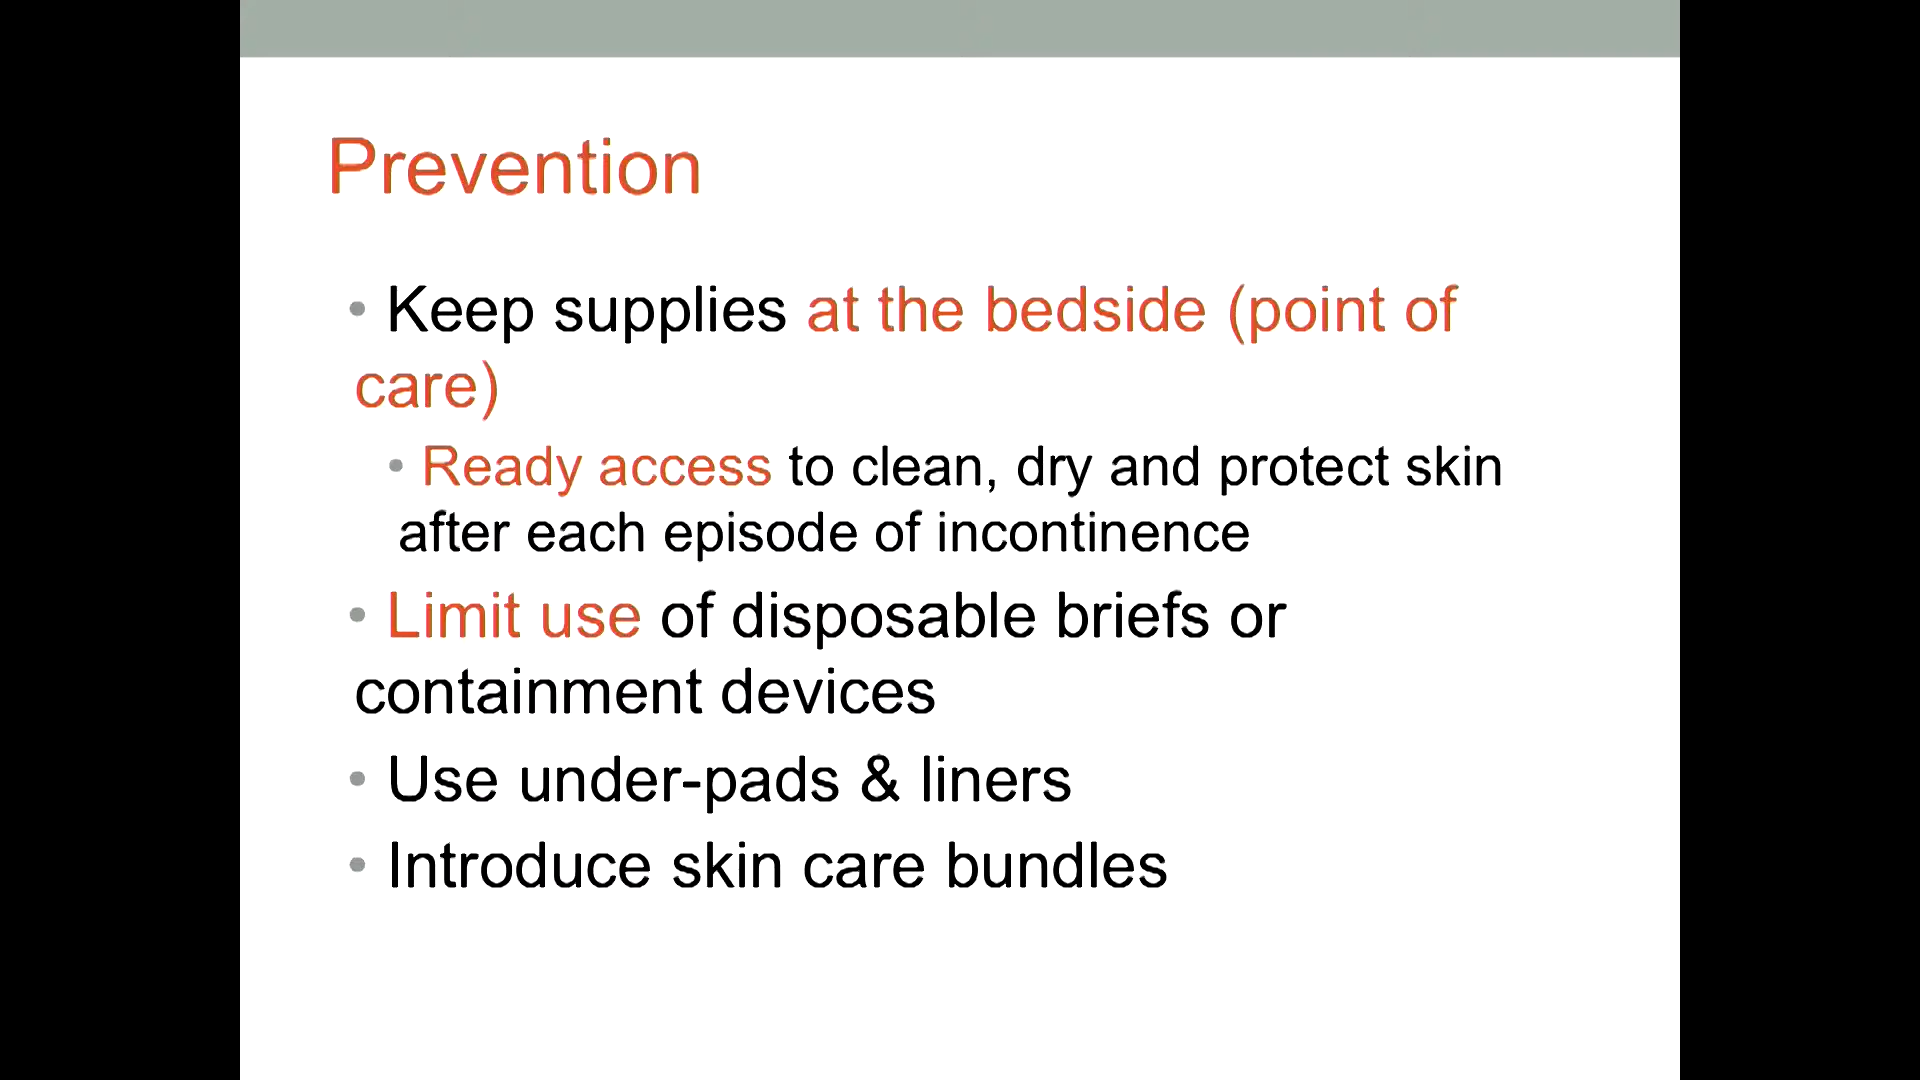 Prevention
• Keep supplies at the bedside (point of
care)
• Ready access to clean, dry and protect skin
after each episode of incontinence
• Limit use of disposable briefs or
containment devices
• Use under-pads & liners
• Introduce skin care bundles